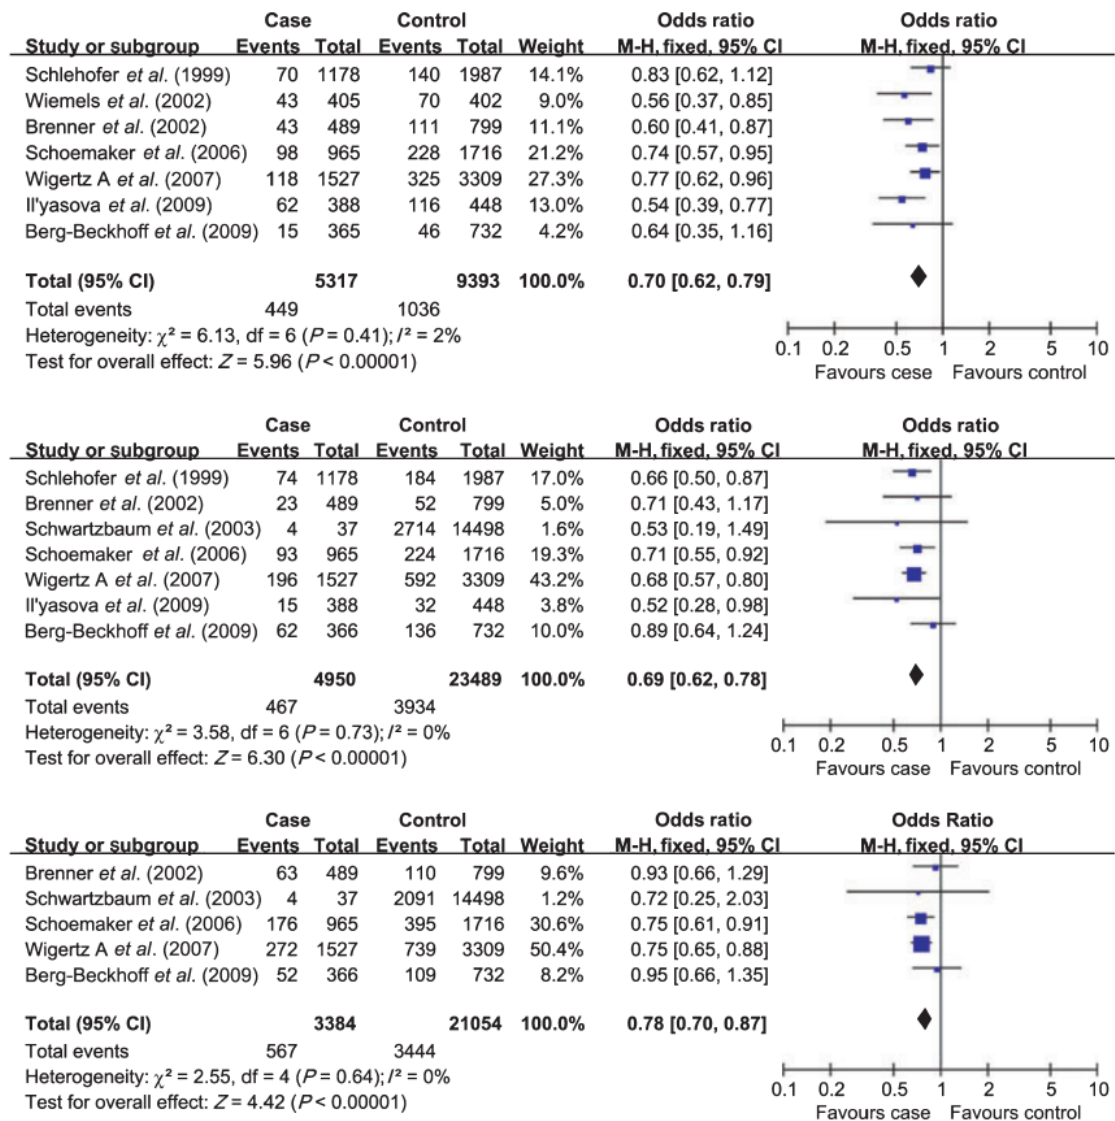 Case Control Odds ratio Odds ratio
Study or subgroup Events Total Events Total Weight M-H, fixed, 95% CI M-H, fixed, 95% CI
Schlehofer et al. (1999) 70 1178 140 1987 14.1% 0.83 [0.62, 1.12]
Wiemels et al. (2002) 43 405 70 402 9.0% 0.56 [0.37, 0.85]
Brenner et al. (2002) 43 489 111 799 11.1% 0.60 [0.41, 0.87]
Schoemaker et al. (2006) 98 965 228 1716 21.2% 0.74 [0.57, 0.95]
Wigertz A et al. (2007) 118 1527 325 3309 27.3% 0.77 [0.62, 0.96]
Il'yasova et al. (2009) 62 388 116 448 13.0% 0.54 [0.39, 0.77]
Berg-Beckhoff et al. (2009) 15 365 46 732 4.2% 0.64 [0.35, 1.16]
Total (95% CI) 5317 9393 100.0% 0.70 [0.62, 0.79]
Total events 449 1036
Heterogeneity: χ² = 6.13, df = 6 (P = 0.41); I² = 2%
Test for overall effect: Z = 5.96 (P < 0.00001)
0.1 0.2 0.5 1 2 5 10
Favours cese Favours control
Case Control Odds ratio Odds ratio
Study or subgroup Events Total Events Total Weight M-H, fixed, 95% CI M-H, fixed, 95% CI
Schlehofer et al. (1999) 74 1178 184 1987 17.0% 0.66 [0.50, 0.87]
Brenner et al. (2002) 23 489 52 799 5.0% 0.71 [0.43, 1.17]
Schwartzbaum et al. (2003) 4 37 2714 14498 1.6% 0.53 [0.19, 1.49]
Schoemaker et al. (2006) 93 965 224 1716 19.3% 0.71 [0.55, 0.92]
Wigertz A et al. (2007) 196 1527 592 3309 43.2% 0.68 [0.57, 0.80]
Il'yasova et al. (2009) 15 388 32 448 3.8% 0.52 [0.28, 0.98]
Berg-Beckhoff et al. (2009) 62 366 136 732 10.0% 0.89 [0.64, 1.24]
Total (95% CI) 4950 23489 100.0% 0.69 [0.62, 0.78]
Total events 467 3934
Heterogeneity: χ² = 3.58, df = 6 (P = 0.73); I² = 0%
Test for overall effect: Z = 6.30 (P < 0.00001)
0.1 0.2 0.5 1 2 5 10
Favours case Favours control
Case Control Odds ratio Odds Ratio
Study or subgroup Events Total Events Total Weight M-H, fixed, 95% CI M-H, fixed, 95% CI
Brenner et al. (2002) 63 489 110 799 9.6% 0.93 [0.66, 1.29]
Schwartzbaum et al. (2003) 4 37 2091 14498 1.2% 0.72 [0.25, 2.03]
Schoemaker et al. (2006) 176 965 395 1716 30.6% 0.75 [0.61, 0.91]
Wigertz A et al. (2007) 272 1527 739 3309 50.4% 0.75 [0.65, 0.88]
Berg-Beckhoff et al. (2009) 52 366 109 732 8.2% 0.95 [0.66, 1.35]
Total (95% CI) 3384 21054 100.0% 0.78 [0.70, 0.87]
Total events 567 3444
Heterogeneity: χ² = 2.55, df = 4 (P = 0.64); I² = 0%
Test for overall effect: Z = 4.42 (P < 0.00001)
0.1 0.2 0.5 1 2 5 10
Favours case Favours control